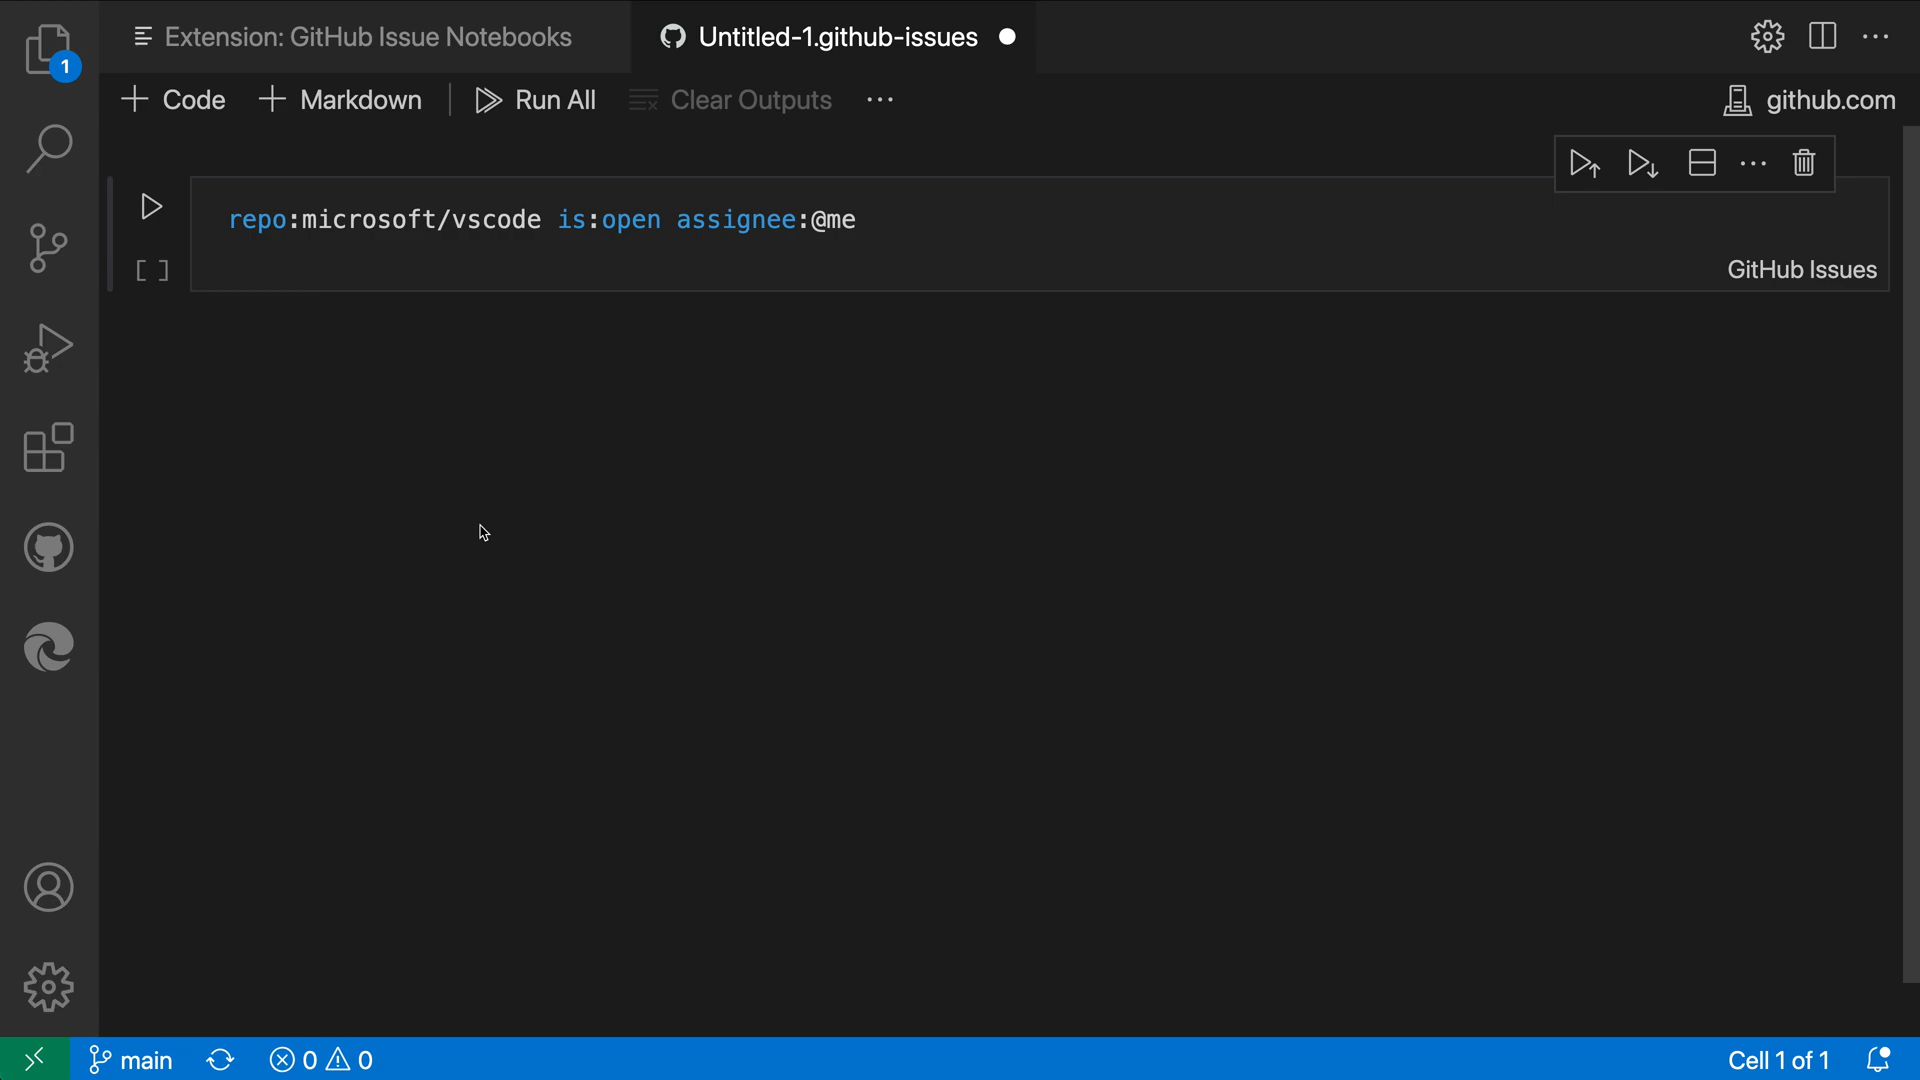 1
Extension: GitHub Issue Notebooks
Untitled-1.github-issues
Code Markdown Run All Clear Outputs github.com
repo:microsoft/vscode is:open assignee:@me
[ ]
GitHub Issues
main 0 0 Cell 1 of 1